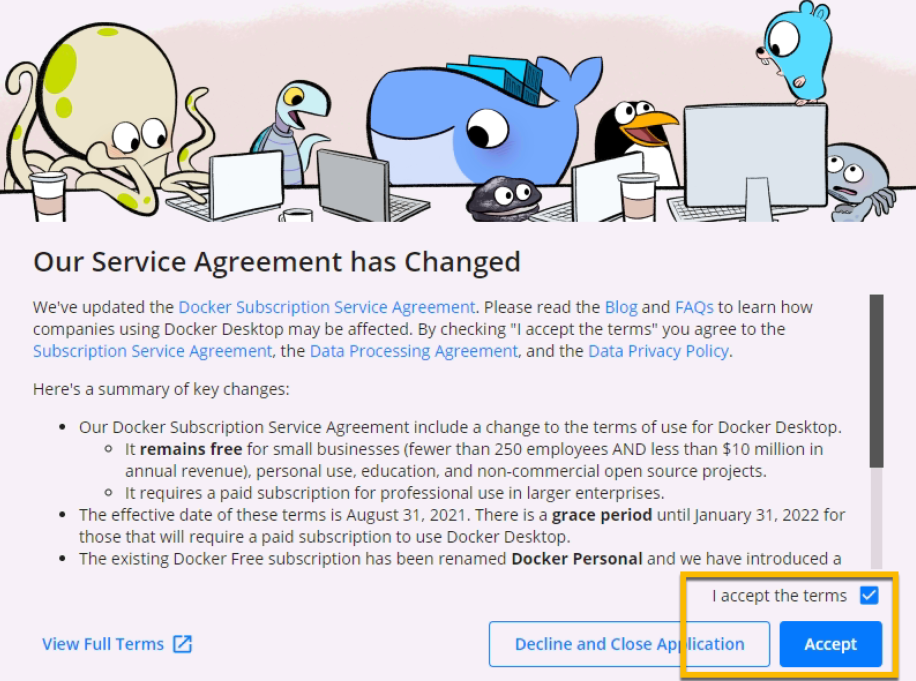 Our Service Agreement has Changed
We've updated the Docker Subscription Service Agreement. Please read the Blog and FAQs to learn how
companies using Docker Desktop may be affected. By checking "I accept the terms" you agree to the
Subscription Service Agreement, the Data Processing Agreement, and the Data Privacy Policy.
Here's a summary of key changes:
• Our Docker Subscription Service Agreement include a change to the terms of use for Docker Desktop.
◦ It remains free for small businesses (fewer than 250 employees AND less than $10 million in
annual revenue), personal use, education, and non-commercial open source projects.
◦ It requires a paid subscription for professional use in larger enterprises.
• The effective date of these terms is August 31, 2021. There is a grace period until January 31, 2022 for
those that will require a paid subscription to use Docker Desktop.
• The existing Docker Free subscription has been renamed Docker Personal and we have introduced a
I accept the terms
View Full Terms
Decline and Close Application
Accept